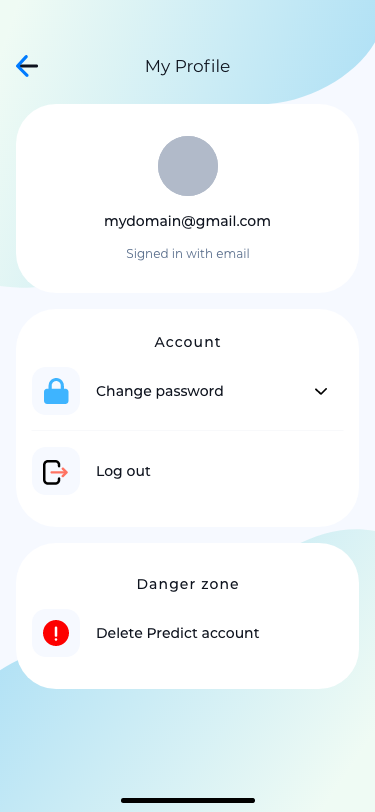 My Profile
mydomain@gmail.com
Signed in with email
Account
Change password
Log out
Danger zone
Delete Predict account